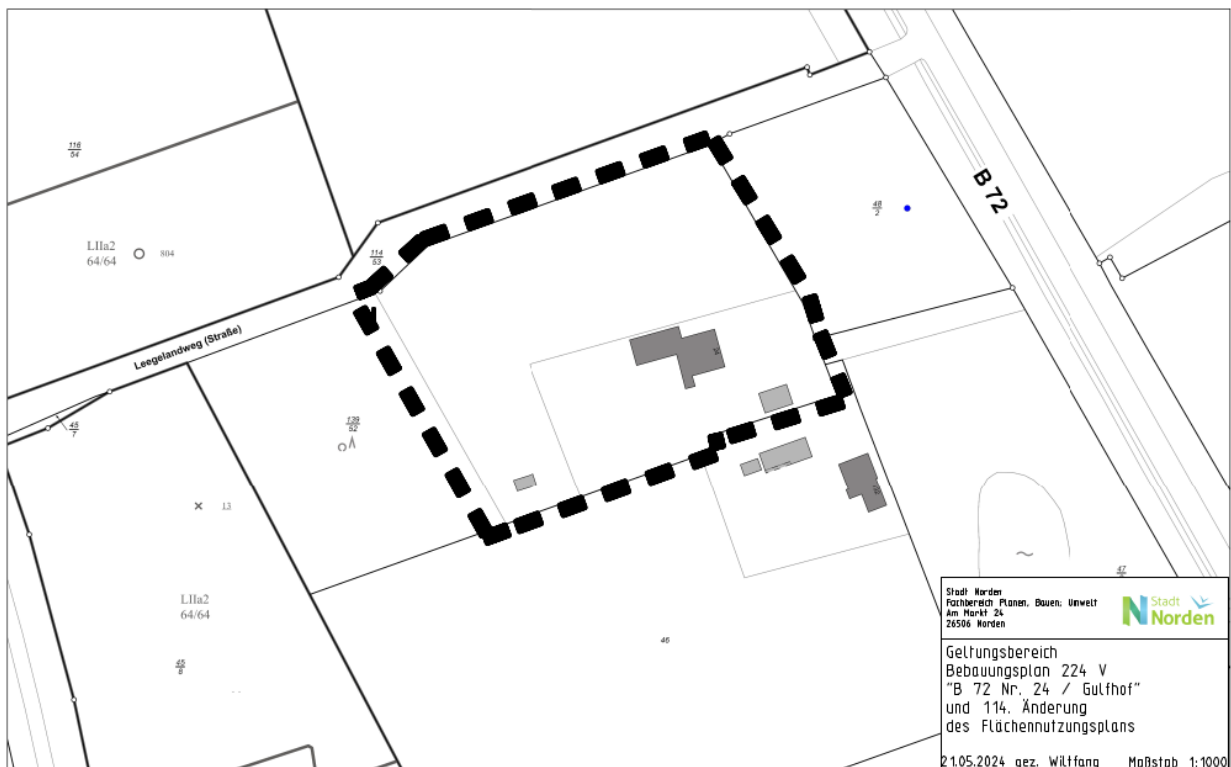 116
54
LIIa2
64/64
804
114
53
48
2
B 72
Leegelandweg (Straße)
45
7
139
52
13
LIIa2
64/64
45
8
46
47
Stadt Norden
Fachbereich Planen, Bauen; Umwelt
Am Markt 24
26506 Norden
Stadt
Norden
Geltungsbereich
Bebauungsplan 224 V
"B 72 Nr. 24 / Gulfhof"
und 114. Änderung
des Flächennutzungsplans
21.05.2024 gez. Wiltfang Maßstab 1:1000